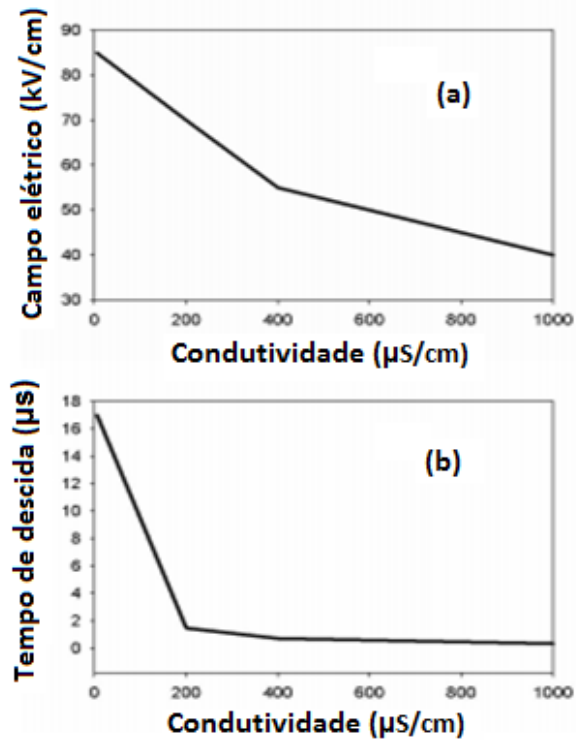 Campo elétrico (kV/cm)
90
80
70
60
50
40
30
(a)
0 200 400 600 800 1000
Condutividade (µS/cm)
Tempo de descida (µs)
18
16
14
12
10
8
6
4
2
0
(b)
0 200 400 600 800 1000
Condutividade (µS/cm)